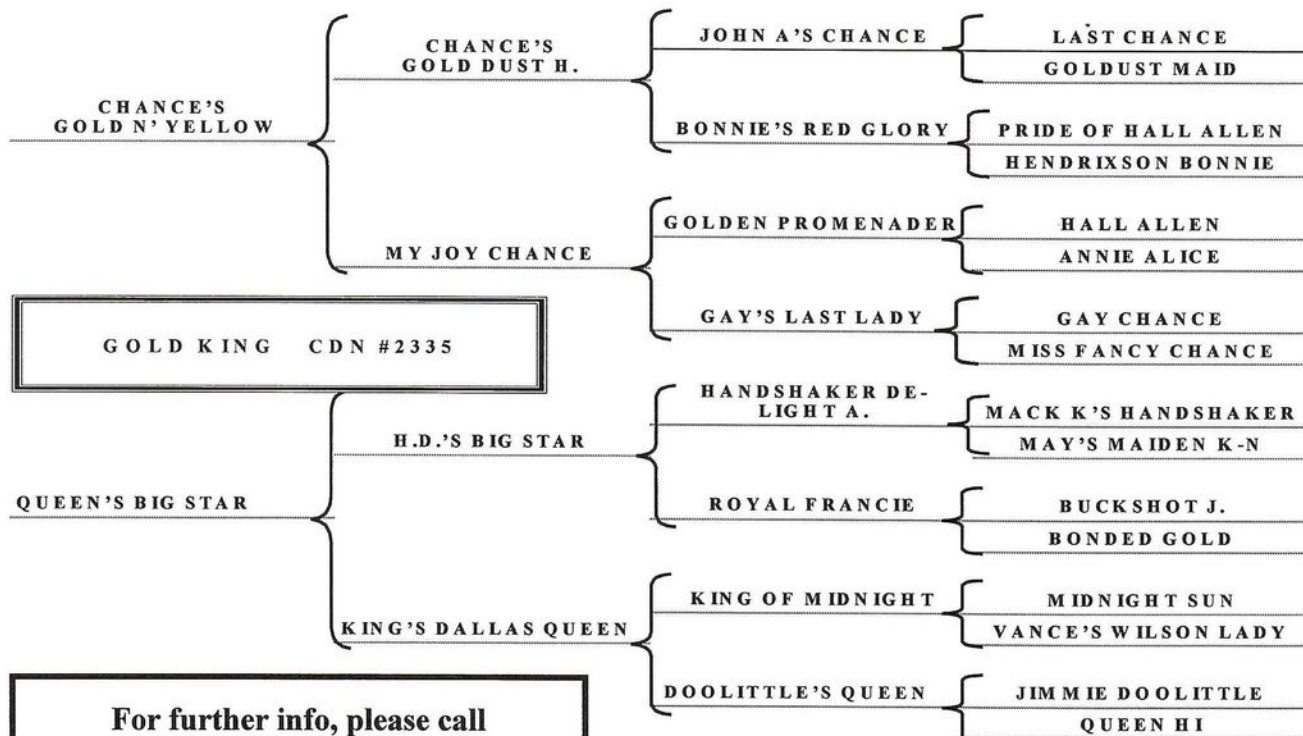 CHANCE'S
GOLD N' YELLOW
CHANCE'S
GOLD DUST H.
JOHN A'S CHANCE
LAST CHANCE
GOLDUST MAID
BONNIE'S RED GLORY
PRIDE OF HALL ALLEN
HENDRIXSON BONNIE
MY JOY CHANCE
GOLDEN PROMENADER
HALL ALLEN
ANNIE ALICE
GAY'S LAST LADY
GAY CHANCE
MISS FANCY CHANCE
GOLD KING CDN #2335
QUEEN'S BIG STAR
H.D.'S BIG STAR
HANDSHAKER DE-
LIGHT A.
MACK K'S HANDSHAKER
MAY'S MAIDEN K-N
ROYAL FRANCIE
BUCKSHOT J.
BONDED GOLD
KING'S DALLAS QUEEN
KING OF MIDNIGHT
MIDNIGHT SUN
VANCE'S WILSON LADY
DOOLITTLE'S QUEEN
JIMMIE DOOLITTLE
QUEEN HI
For further info, please call